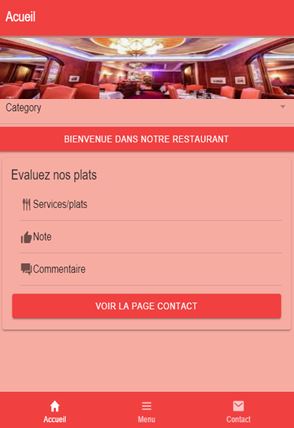 Acueil
Category
BIENVENUE DANS NOTRE RESTAURANT
Evaluez nos plats
Services/plats
Note
Commentaire
VOIR LA PAGE CONTACT
Accueil Menu Contact